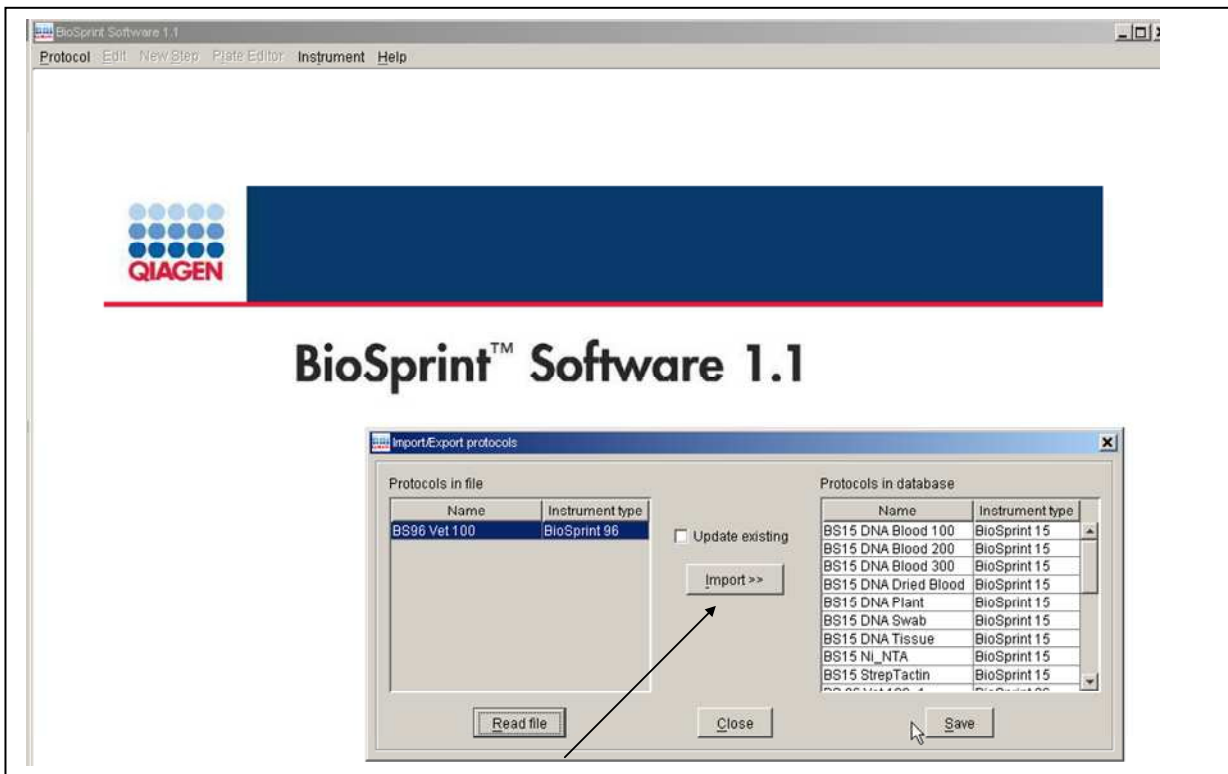 BioSprint Software 1.1
Protocol Edit New Step Plate Editor Instrument Help
QIAGEN
BioSprint™ Software 1.1
Import/Export protocols
Protocols in file
Name Instrument type
BS96 Vet 100 BioSprint 96
Update existing
Import >>
Protocols in database
Name Instrument type
BS15 DNA Blood 100 BioSprint 15
BS15 DNA Blood 200 BioSprint 15
BS15 DNA Blood 300 BioSprint 15
BS15 DNA Dried Blood BioSprint 15
BS15 DNA Plant BioSprint 15
BS15 DNA Swab BioSprint 15
BS15 DNA Tissue BioSprint 15
BS15 Ni_NTA BioSprint 15
BS15 StrepTactin BioSprint 15
Read file
Close
Save